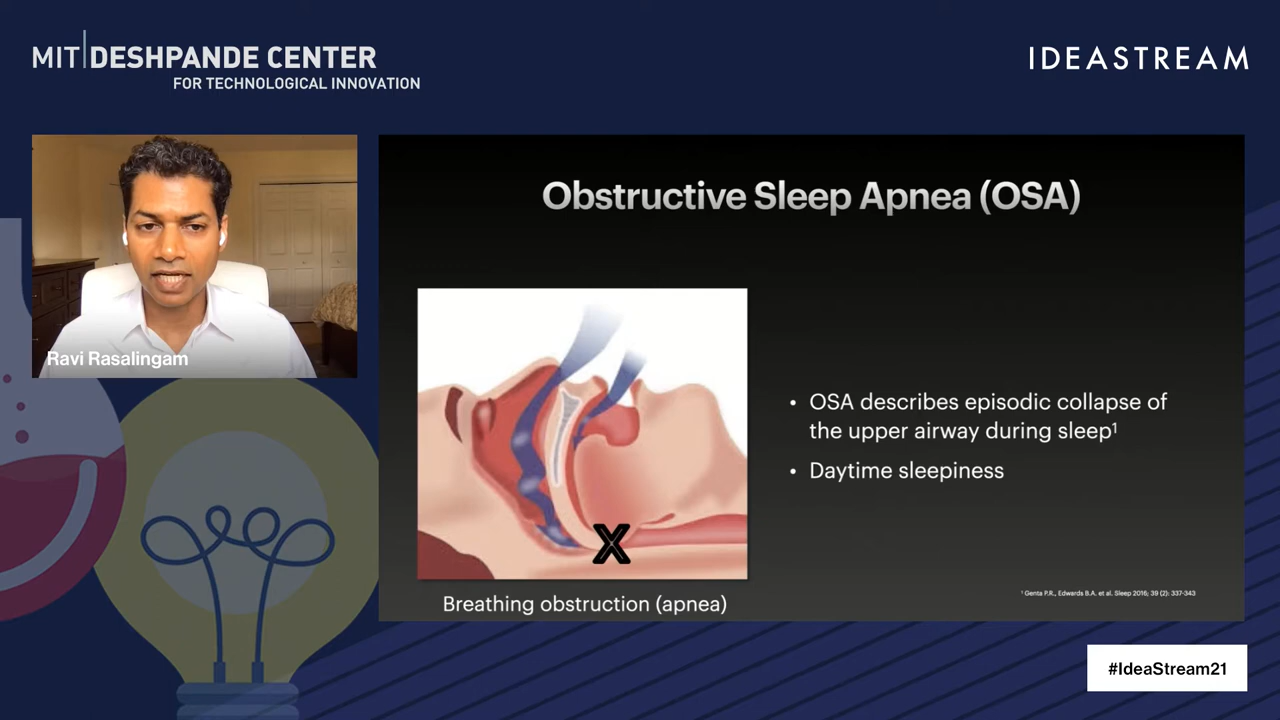 MIT DESHPANDE CENTER
FOR TECHNOLOGICAL INNOVATION
IDEASTREAM
Ravi Rasalingam
Obstructive Sleep Apnea (OSA)
• OSA describes episodic collapse of
the upper airway during sleep¹
• Daytime sleepiness
X
Breathing obstruction (apnea)
¹ Genta P.R., Edwards B.A. et al. Sleep 2016; 39 (2): 337-343
#IdeaStream21